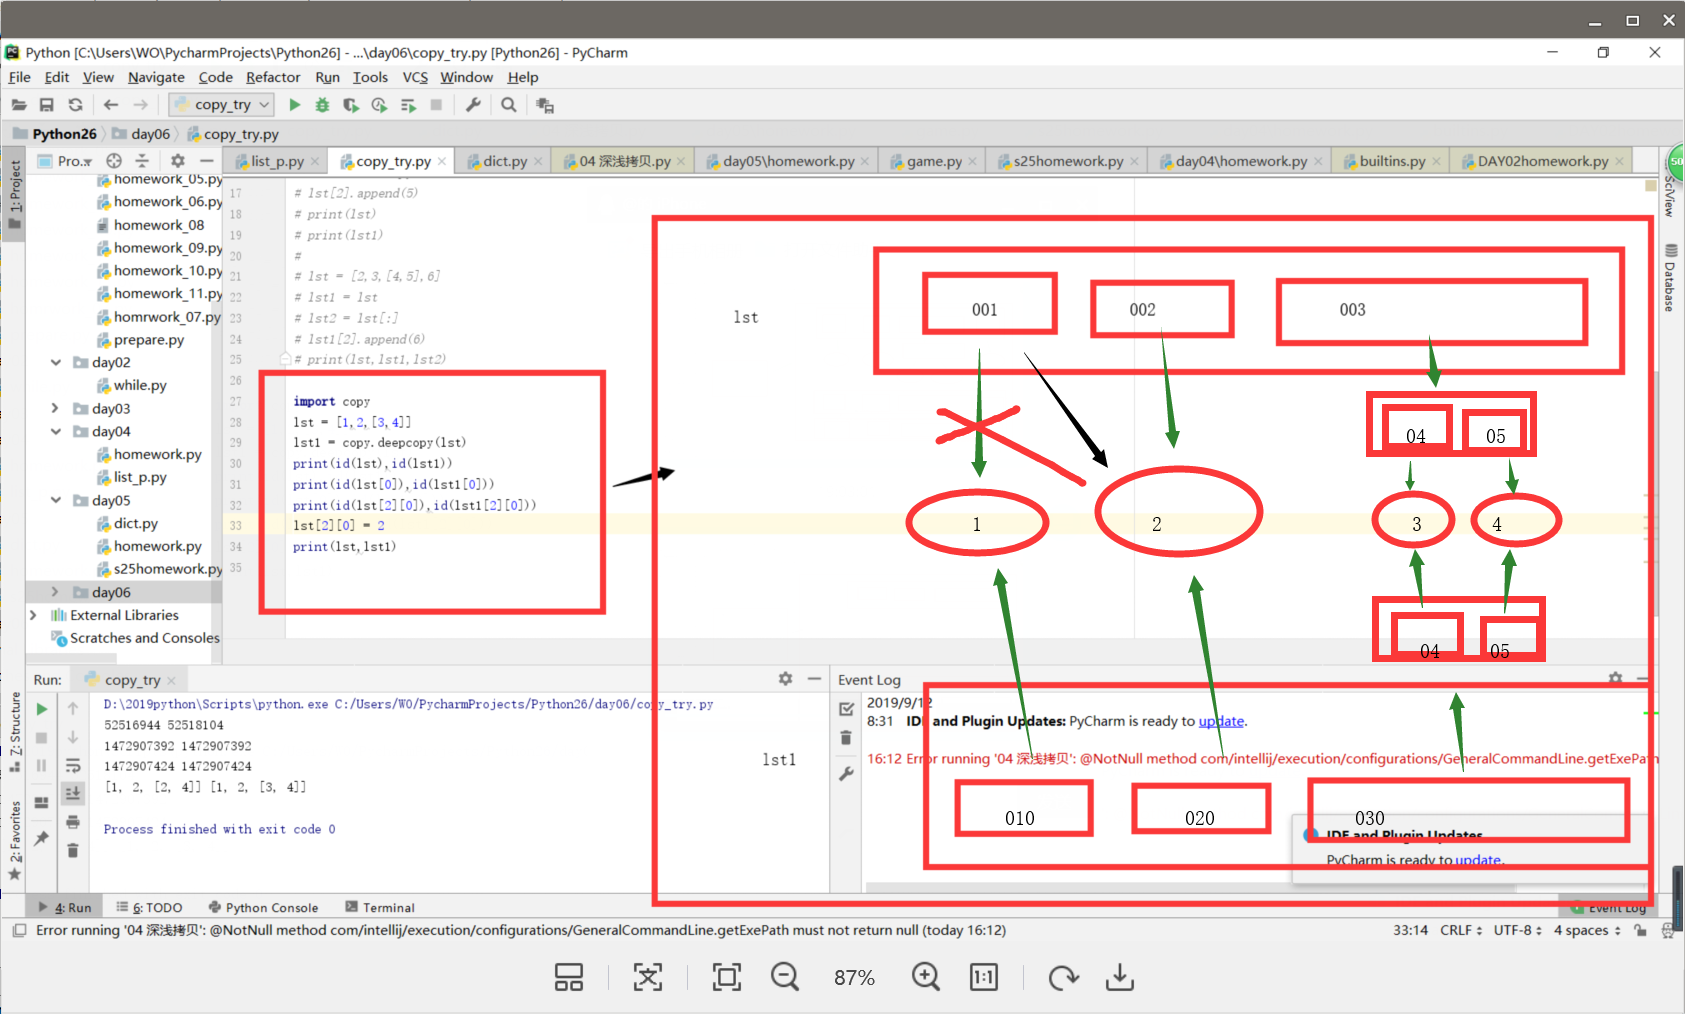 Python [C:\Users\WO\PycharmProjects\Python26] - ...\day06\copy_try.py [Python26] - PyCharm
File Edit View Navigate Code Refactor Run Tools VCS Window Help
copy_try
Python26 day06 copy_try.py
Pro... list_p.py copy_try.py dict.py 04 深浅拷贝.py day05\homework.py game.py s25homework.py day04\homework.py builtins.py DAY02homework.py
50
1: Project
SciView
Database
homework_05.py
homework_06.py
homework_08
homework_09.py
homework_10.py
homework_11.py
homrwork_07.py
prepare.py
day02
while.py
day03
day04
homework.py
list_p.py
day05
dict.py
homework.py
s25homework.py
day06
External Libraries
Scratches and Consoles
17 # lst[2].append(5)
18 # print(lst)
19 # print(lst1)
20 #
21 # lst = [2,3,[4,5],6]
22 # lst1 = lst
23 # lst2 = lst[:]
24 # lst1[2].append(6)
25 # print(lst,lst1,lst2)
26
27 import copy
28 lst = [1,2,[3,4]]
29 lst1 = copy.deepcopy(lst)
30 print(id(lst),id(lst1))
31 print(id(lst[0]),id(lst1[0]))
32 print(id(lst[2][0]),id(lst1[2][0]))
33 lst[2][0] = 2
34 print(lst,lst1)
35
lst 001 002 003
04 05
1 2 3 4
04 05
lst1
010 020 030
Run: copy_try
D:\2019python\Scripts\python.exe C:/Users/WO/PycharmProjects/Python26/day06/copy_try.py
52516944 52518104
1472907392 1472907392
1472907424 1472907424
[1, 2, [2, 4]] [1, 2, [3, 4]]
Process finished with exit code 0
Z: Structure
2: Favorites
Event Log
2019/9/12
8:31 IDE and Plugin Updates: PyCharm is ready to update.
16:12 Error running '04 深浅拷贝': @NotNull method com/intellij/execution/configurations/GeneralCommandLine.getExePath
IDE and Plugin Updates
PyCharm is ready to update.
4: Run 6: TODO Python Console Terminal Event Log
Error running '04 深浅拷贝': @NotNull method com/intellij/execution/configurations/GeneralCommandLine.getExePath must not return null (today 16:12) 33:14 CRLF UTF-8 4 spaces
87% 1:1